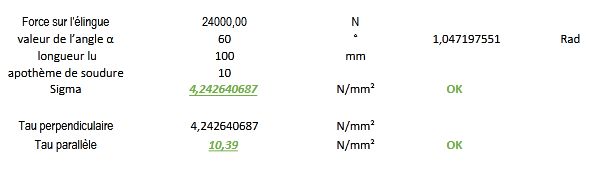 Force sur l'élingue 24000,00 N
valeur de l'angle α 60 ° 1,047197551 Rad
longueur lu 100 mm
apothème de soudure 10
Sigma 4,242640687 N/mm² OK
Tau perpendiculaire 4,242640687 N/mm²
Tau parallèle 10,39 N/mm² OK